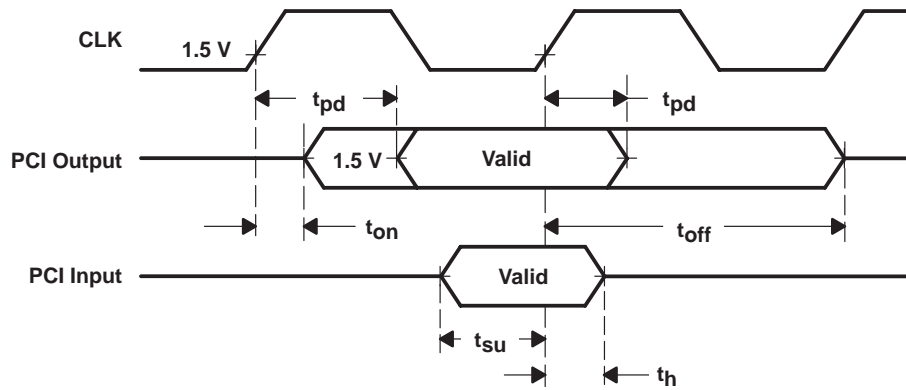 CLK
1.5 V
tpd
tpd
PCI Output
1.5 V
Valid
ton
toff
PCI Input
Valid
tsu
th